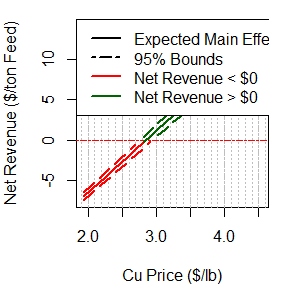 Expected Main Effe
95% Bounds
Net Revenue < $0
Net Revenue > $0
Net Revenue ($/ton Feed)
10
5
0
-5
2.0 3.0 4.0
Cu Price ($/lb)